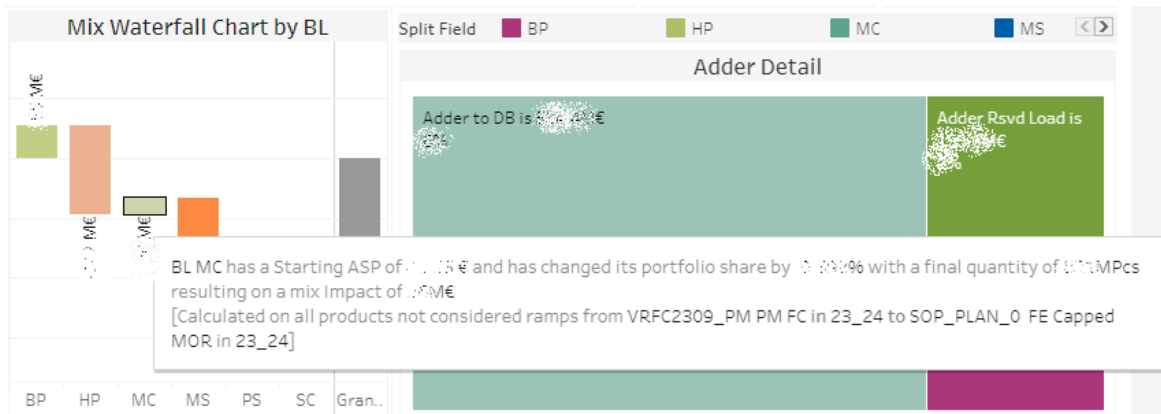 Mix Waterfall Chart by BL
Split Field BP HP MC MS
Adder Detail
M€
Adder to DB is €
%
Adder Rsvd Load is
M€
%
M€
M€
BL MC has a Starting ASP of € and has changed its portfolio share by % with a final quantity of MPcs
resulting on a mix Impact of M€
[Calculated on all products not considered ramps from VRFC2309_PM PM FC in 23_24 to SOP_PLAN_0 FE Capped
MOR in 23_24]
BP HP MC MS PS SC Gran..